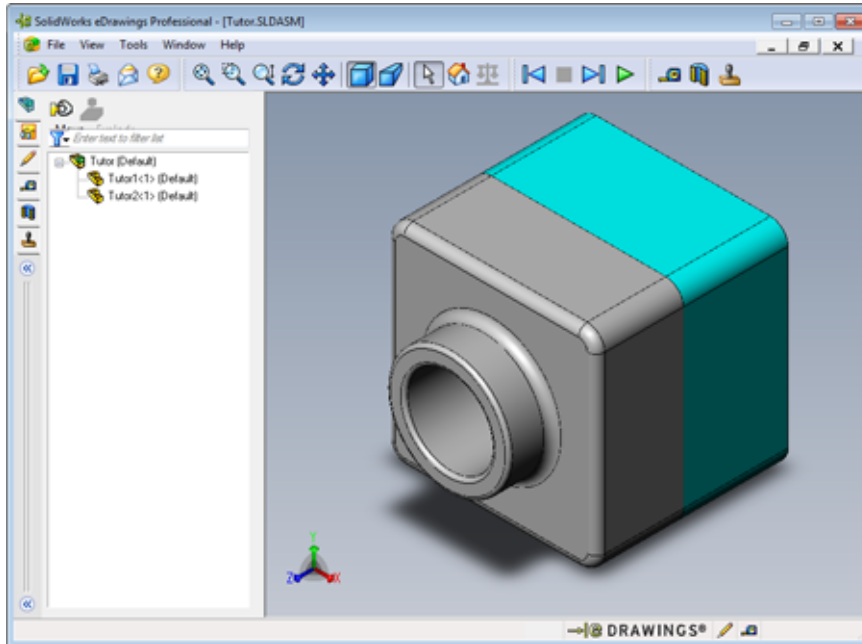 SolidWorks eDrawings Professional - [Tutor.SLDASM]
File View Tools Window Help
Enter text to filter list
Tutor (Default)
Tutor1<1> (Default)
Tutor2<1> (Default)
Y
Z
X
DRAWINGS®